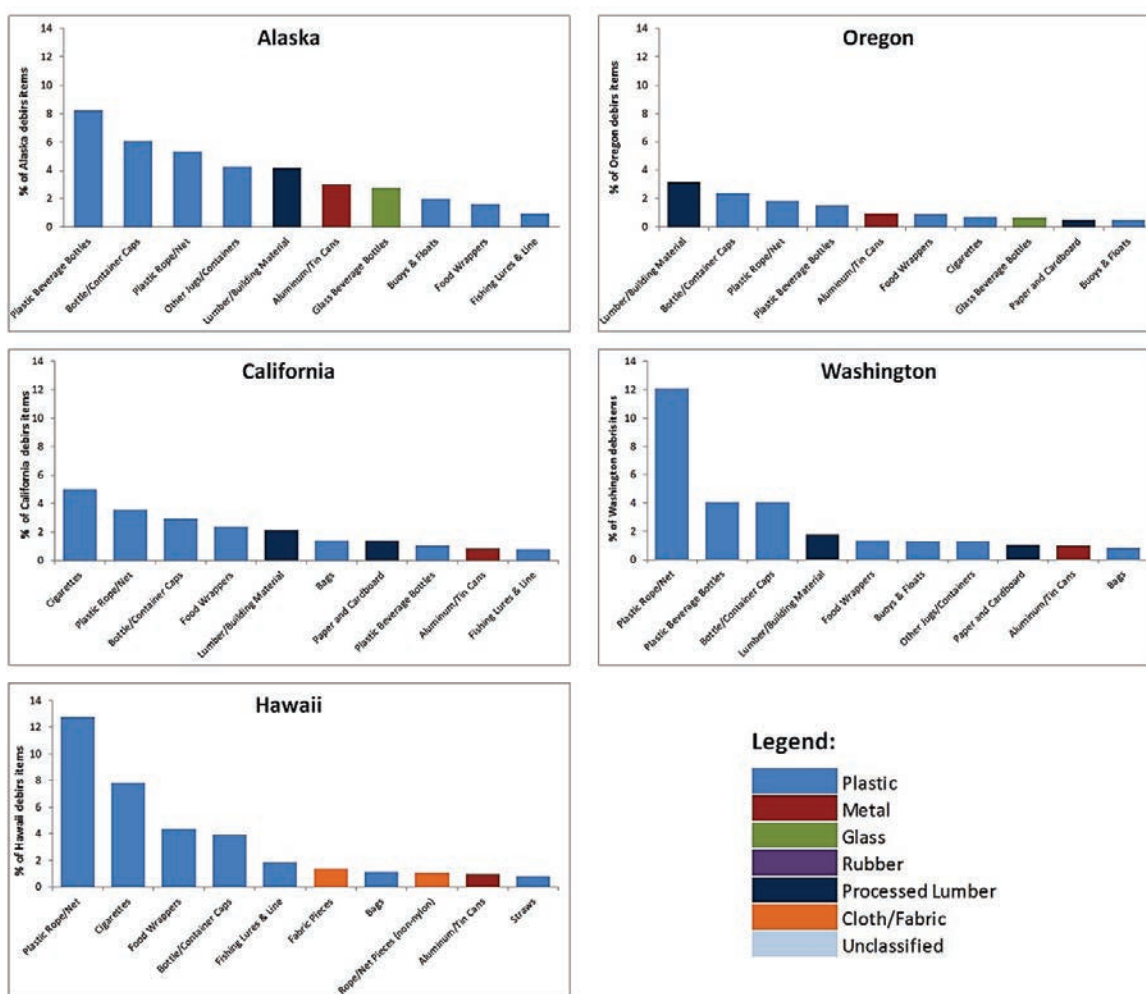 Alaska
% of Alaska debirs items
14
12
10
8
6
4
2
0
Plastic Beverage Bottles
Bottle/Container Caps
Plastic Rope/Net
Other Jugs/Containers
Lumber/Building Material
Aluminum/Tin Cans
Glass Beverage Bottles
Buoys & Floats
Food Wrappers
Fishing Lures & Line
Oregon
% of Oregon debirs items
14
12
10
8
6
4
2
0
Lumber/Building Material
Bottle/Container Caps
Plastic Rope/Net
Plastic Beverage Bottles
Aluminum/Tin Cans
Food Wrappers
Cigarettes
Glass Beverage Bottles
Paper and Cardboard
Buoys & Floats
California
% of California debirs items
14
12
10
8
6
4
2
0
Cigarettes
Plastic Rope/Net
Bottle/Container Caps
Food Wrappers
Lumber/Building Material
Bags
Paper and Cardboard
Plastic Beverage Bottles
Aluminum/Tin Cans
Fishing Lures & Line
Washington
% of Washington debris items
14
12
10
8
6
4
2
0
Plastic Rope/Net
Plastic Beverage Bottles
Bottle/Container Caps
Lumber/Building Material
Food Wrappers
Buoys & Floats
Other Jugs/Containers
Paper and Cardboard
Aluminum/Tin Cans
Bags
Hawaii
% of Hawaii debirs items
14
12
10
8
6
4
2
0
Plastic Rope/Net
Cigarettes
Food Wrappers
Bottle/Container Caps
Fishing Lures & Line
Fabric Pieces
Bags
Rope/Net Pieces (non-nylon)
Aluminum/Tin Cans
Straws
Legend:
Plastic
Metal
Glass
Rubber
Processed Lumber
Cloth/Fabric
Unclassified